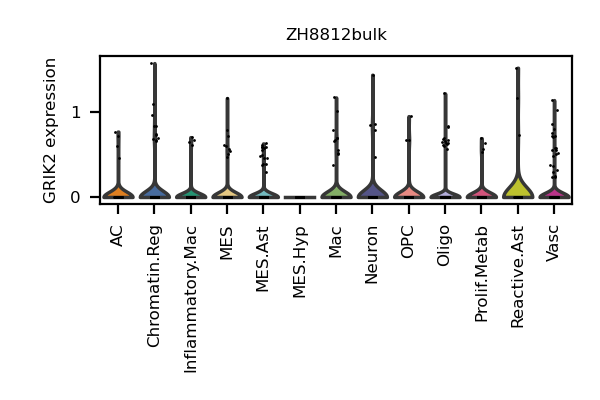 ZH8812bulk
GRIK2 expression
1
0
AC
Chromatin.Reg
Inflammatory.Mac
MES
MES.Ast
MES.Hyp
Mac
Neuron
OPC
Oligo
Prolif.Metab
Reactive.Ast
Vasc